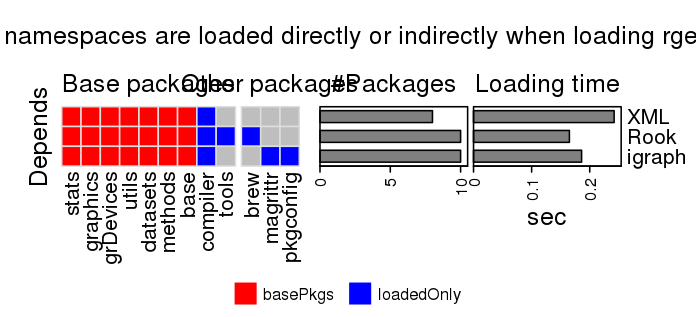 namespaces are loaded directly or indirectly when loading rge
Base packages
Other packages
#Packages
Loading time
Depends
XML
Rook
igraph
stats
graphics
grDevices
utils
datasets
methods
base
compiler
tools
brew
magrittr
pkgconfig
0
5
10
0
0.1
0.2
sec
basePkgs
loadedOnly